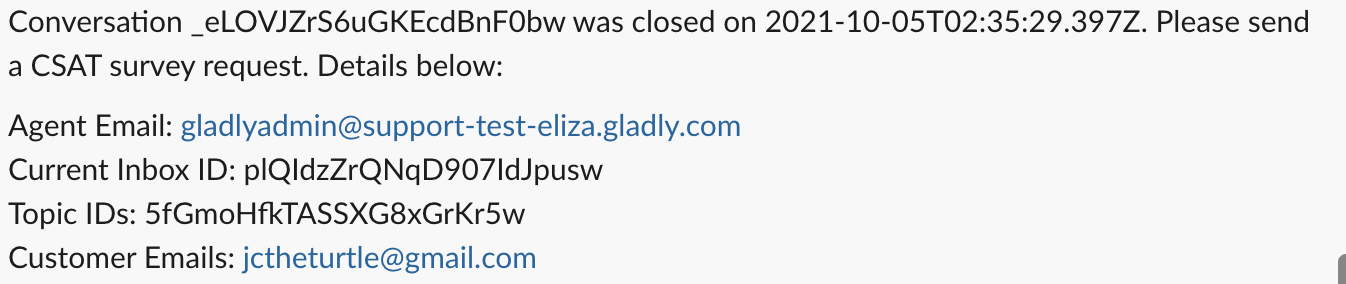 Conversation _eLOVJZrS6uGKEcdBnF0bw was closed on 2021-10-05T02:35:29.397Z. Please send
a CSAT survey request. Details below:
Agent Email: gladlyadmin@support-test-eliza.gladly.com
Current Inbox ID: plQIdzZrQNqD907IdJpusw
Topic IDs: 5fGmoHfkTASSXG8xGrKr5w
Customer Emails: jctheturtle@gmail.com